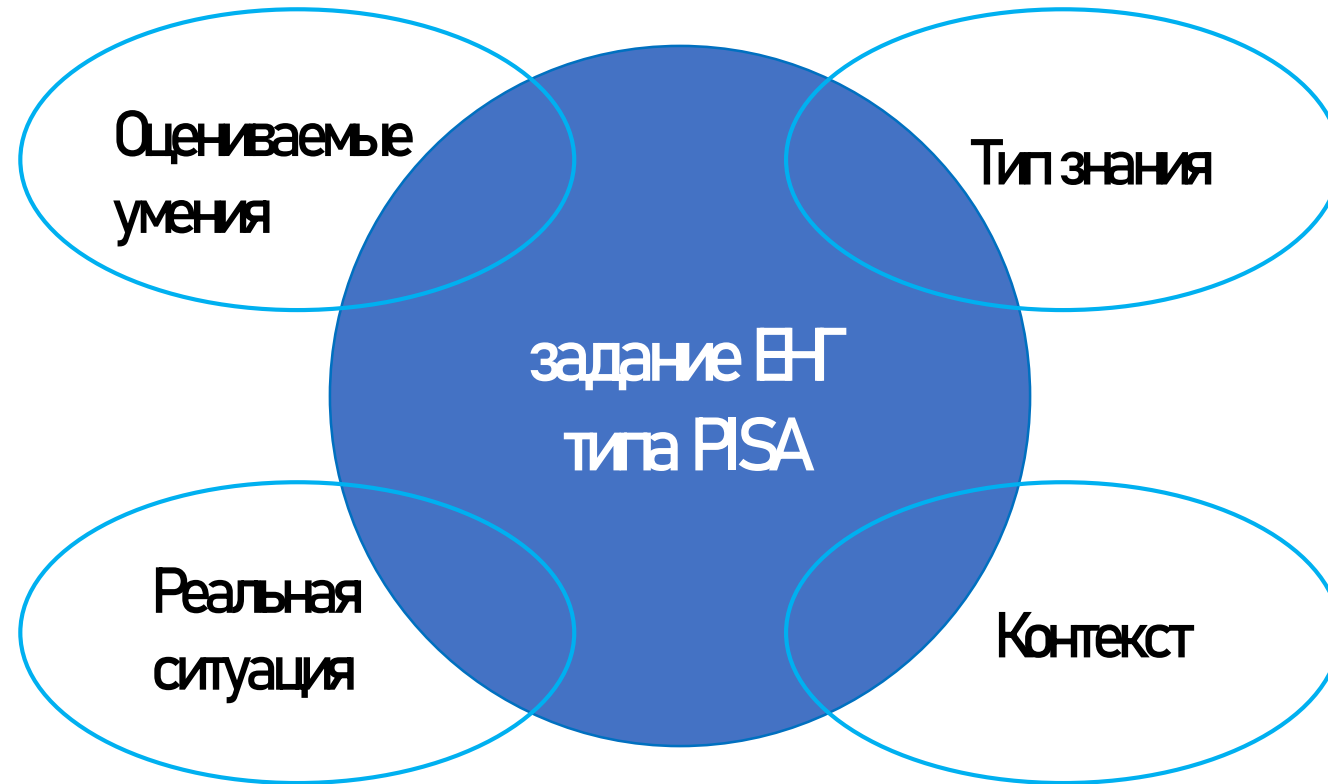 Оцениваемые
умения
Тип знания
задание ЕНГ
типа PISA
Реальная
ситуация
Контекст